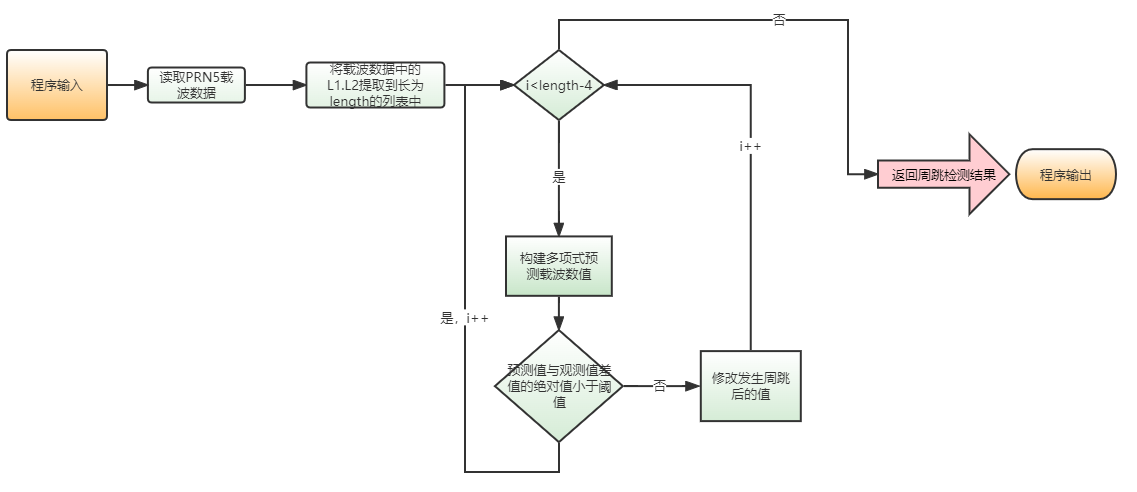 否
程序输入
读取PRN5载
波数据
将载波数据中的
L1.L2提取到长为
length的列表中
i<length-4
i++
是
返回周跳检测结果
程序输出
构建多项式预
测载波数值
是，i++
预测值与观测值差
值的绝对值小于阈
值
否
修改发生周跳
后的值